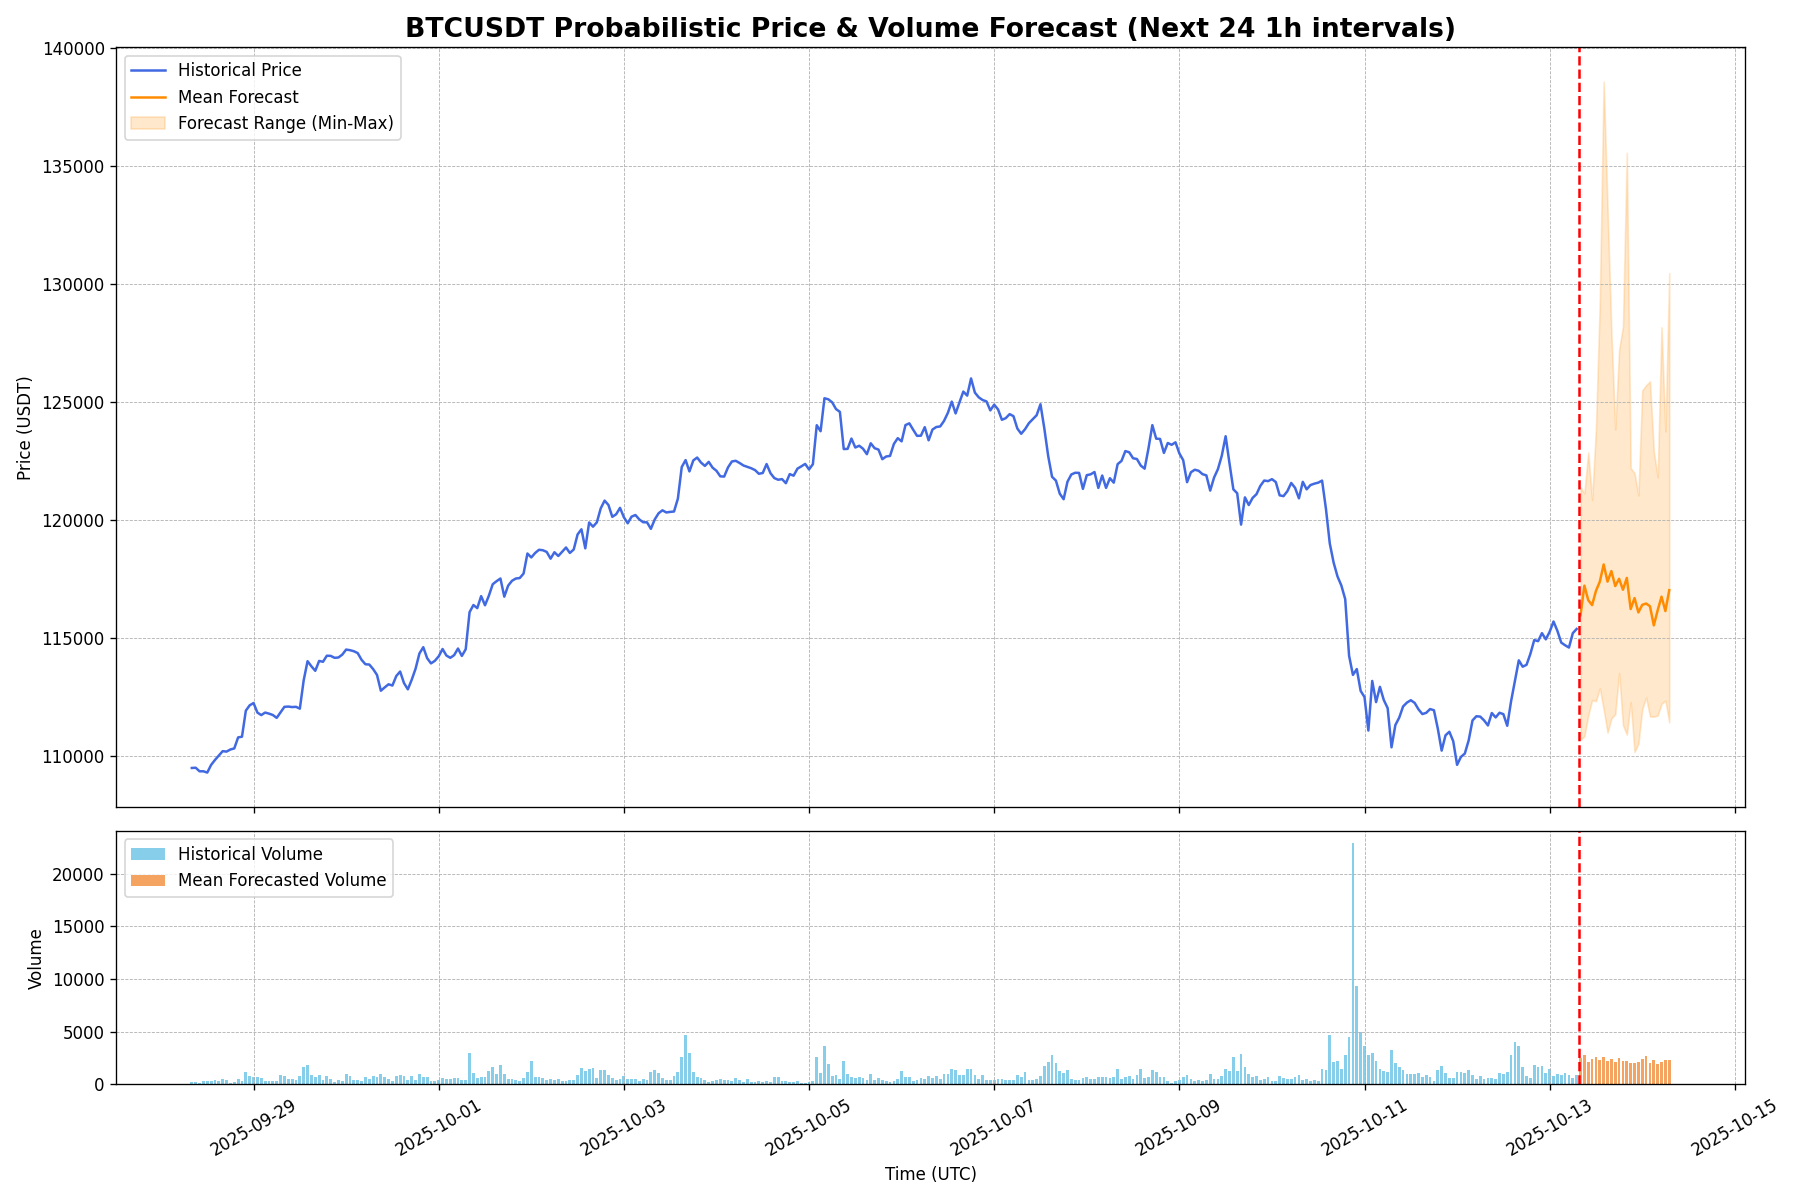 BTCUSDT Probabilistic Price & Volume Forecast (Next 24 1h intervals)
Historical Price
Mean Forecast
Forecast Range (Min-Max)
Price (USDT)
140000
135000
130000
125000
120000
115000
110000
Historical Volume
Mean Forecasted Volume
Volume
20000
15000
10000
5000
0
2025-09-29
2025-10-01
2025-10-03
2025-10-05
2025-10-07
2025-10-09
2025-10-11
2025-10-13
2025-10-15
Time (UTC)